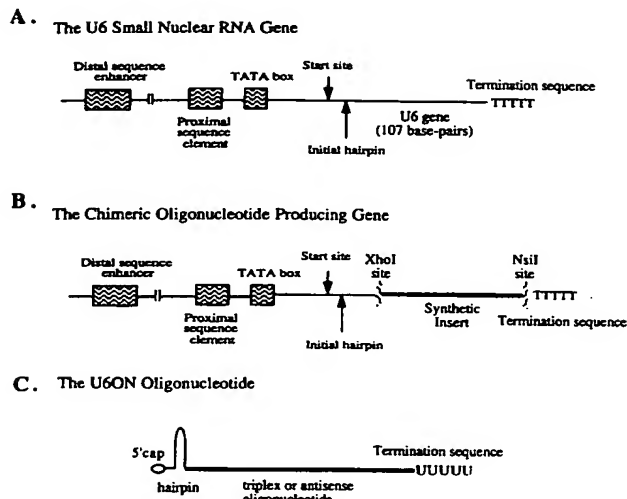 A. The U6 Small Nuclear RNA Gene
Distal sequence
enhancer
TATA box
Start site
Termination sequence
TTTTT
Proximal
sequence
element
U6 gene
(107 base-pairs)
Initial hairpin
B. The Chimeric Oligonucleotide Producing Gene
Distal sequence
enhancer
TATA box
Start site
XhoI
site
NsiI
site
TTTTT
Proximal
sequence
element
Synthetic
Insert
Termination sequence
Initial hairpin
C. The U6ON Oligonucleotide
5'cap
Termination sequence
UUUUU
hairpin
triplex or antisense
oligonucleotide